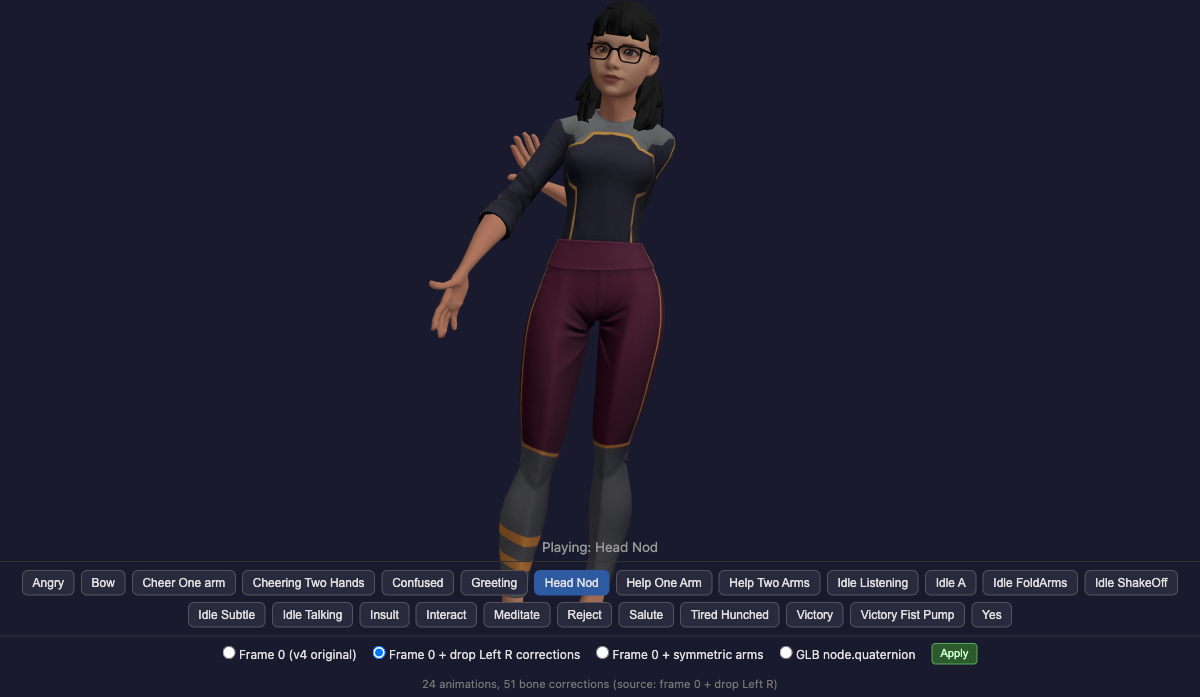 Playing: Head Nod
Angry Bow Cheer One arm Cheering Two Hands Confused Greeting Head Nod Help One Arm Help Two Arms Idle Listening Idle A Idle FoldArms Idle ShakeOff
Idle Subtle Idle Talking Insult Interact Meditate Reject Salute Tired Hunched Victory Victory Fist Pump Yes
Frame 0 (v4 original) Frame 0 + drop Left R corrections Frame 0 + symmetric arms GLB node.quaternion Apply
24 animations, 51 bone corrections (source: frame 0 + drop Left R)